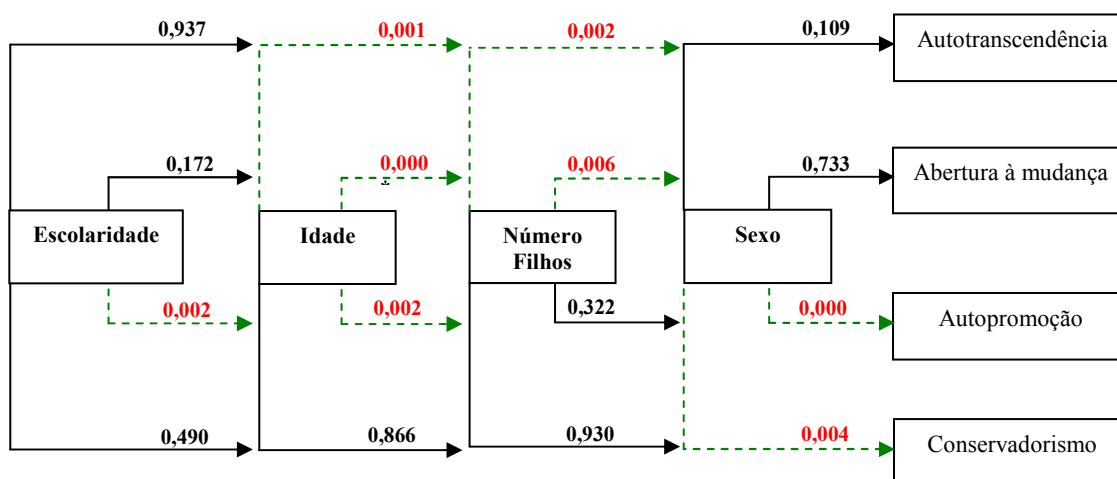 0,937 0,001 0,002 0,109 Autotranscendência
0,172 0,000 0,006 0,733 Abertura à mudança
Escolaridade Idade Número Sexo
Filhos
0,002 0,002 0,322 0,000 Autopromoção
0,490 0,866 0,930 0,004 Conservadorismo